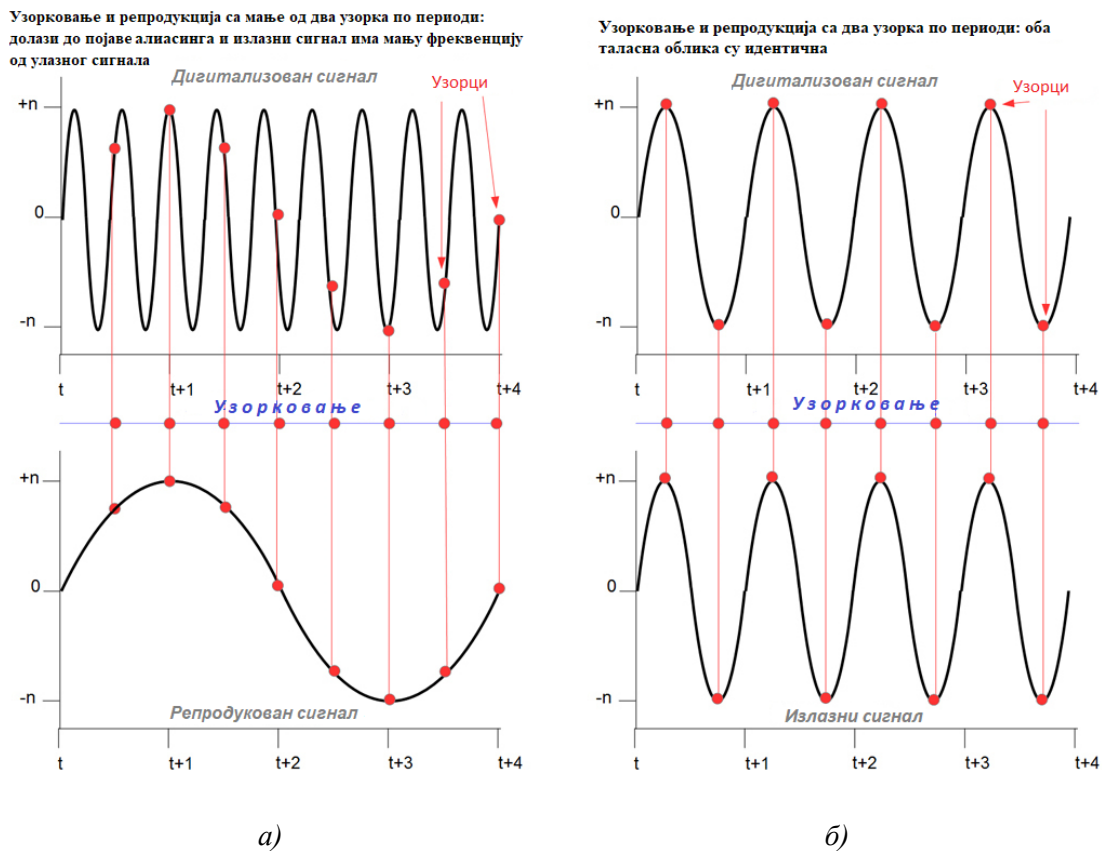 Узорковање и репродукција са мање од два узорка по периоди:
долази до појаве алиасинга и излазни сигнал има мању фреквенцију
од улазног сигнала
Дигитализован сигнал
Узорци
+n
0
-n
t
t+1
t+2
t+3
t+4
Узорковање
+n
0
-n
Репродукован сигнал
t
t+1
t+2
t+3
t+4
а)
Узорковање и репродукција са два узорка по периоди: оба
таласна облика су идентична
Дигитализован сигнал
Узорци
+n
0
-n
t
t+1
t+2
t+3
t+4
Узорковање
+n
0
-n
Излазни сигнал
t
t+1
t+2
t+3
t+4
б)